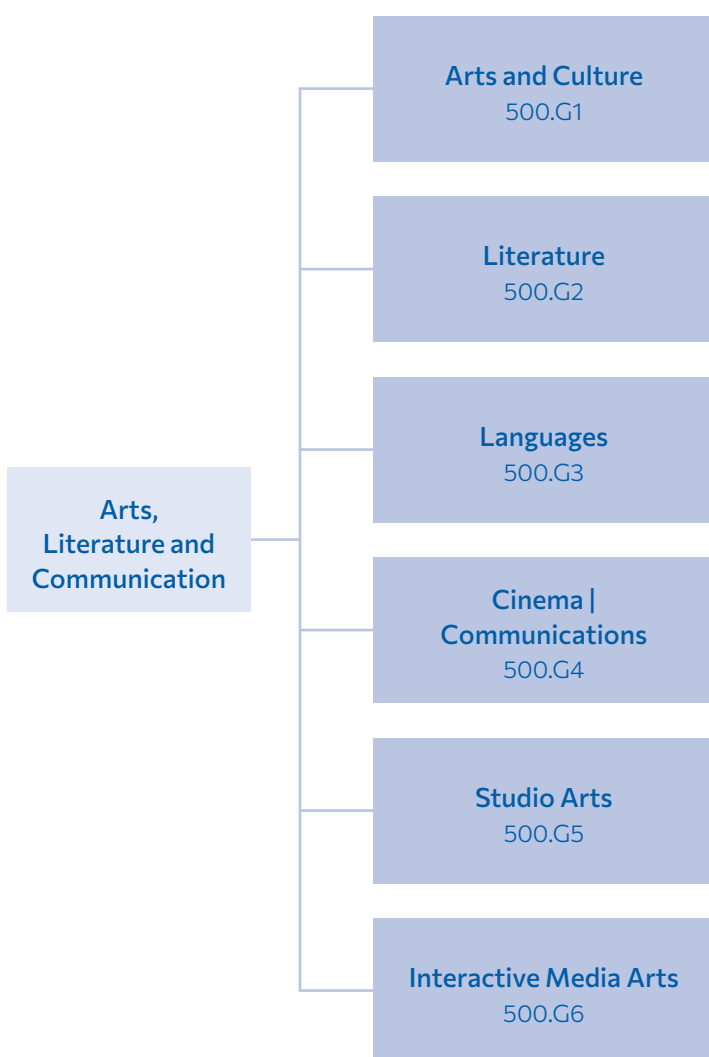 Arts and Culture
500.G1
Literature
500.G2
Languages
500.G3
Arts,
Literature and
Communication
Cinema |
Communications
500.G4
Studio Arts
500.G5
Interactive Media Arts
500.G6